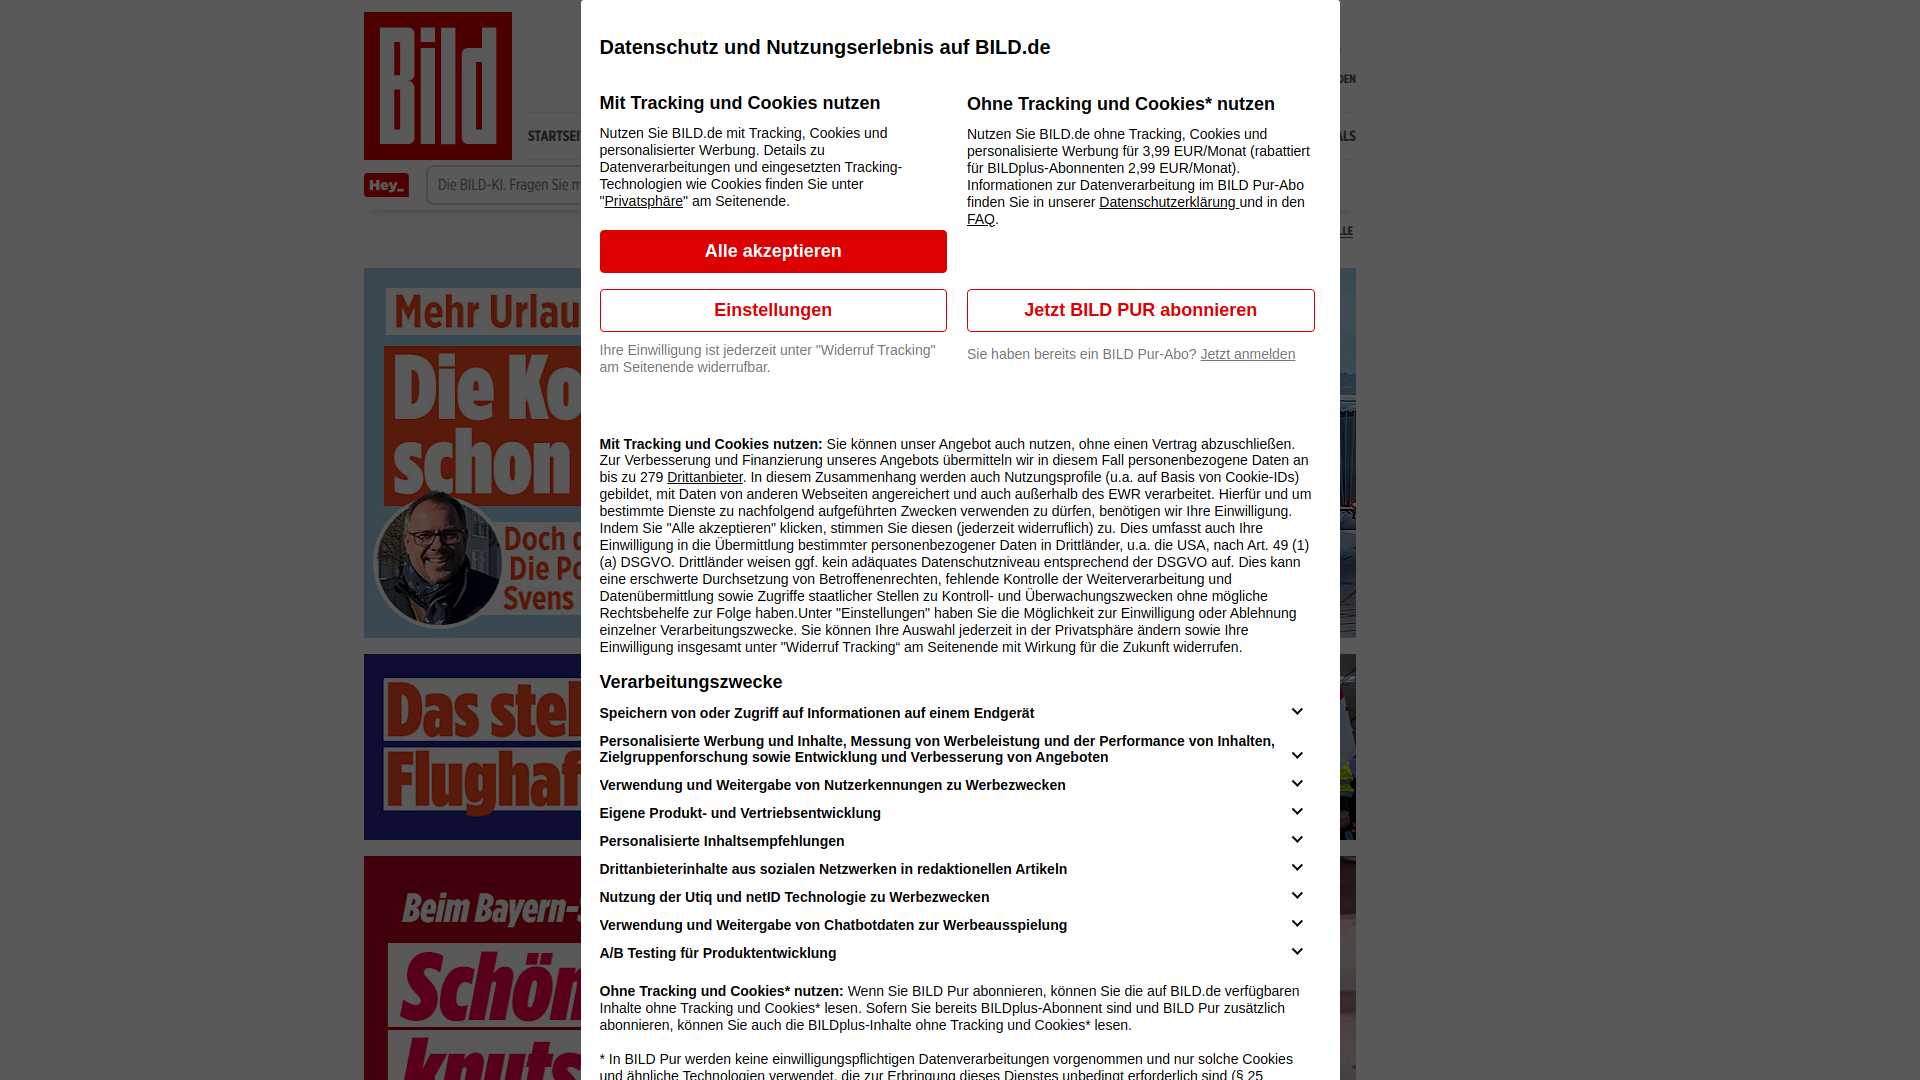 Bild
DEN
STARTSEI
ALS
Hey_
Die BILD-KI. Fragen Sie m
LLE
Mehr Urlau
Die Ko
schon
Doch d
Die Po
Svens
Das stel
Flughaf
Beim Bayern-S
Schön
knuts
Datenschutz und Nutzungserlebnis auf BILD.de
Mit Tracking und Cookies nutzen
Nutzen Sie BILD.de mit Tracking, Cookies und
personalisierter Werbung. Details zu
Datenverarbeitungen und eingesetzten Tracking-
Technologien wie Cookies finden Sie unter
"Privatsphäre" am Seitenende.
Alle akzeptieren
Einstellungen
Ihre Einwilligung ist jederzeit unter "Widerruf Tracking"
am Seitenende widerrufbar.
Ohne Tracking und Cookies* nutzen
Nutzen Sie BILD.de ohne Tracking, Cookies und
personalisierte Werbung für 3,99 EUR/Monat (rabattiert
für BILDplus-Abonnenten 2,99 EUR/Monat).
Informationen zur Datenverarbeitung im BILD Pur-Abo
finden Sie in unserer Datenschutzerklärung und in den
FAQ.
Jetzt BILD PUR abonnieren
Sie haben bereits ein BILD Pur-Abo? Jetzt anmelden
Mit Tracking und Cookies nutzen: Sie können unser Angebot auch nutzen, ohne einen Vertrag abzuschließen.
Zur Verbesserung und Finanzierung unseres Angebots übermitteln wir in diesem Fall personenbezogene Daten an
bis zu 279 Drittanbieter. In diesem Zusammenhang werden auch Nutzungsprofile (u.a. auf Basis von Cookie-IDs)
gebildet, mit Daten von anderen Webseiten angereichert und auch außerhalb des EWR verarbeitet. Hierfür und um
bestimmte Dienste zu nachfolgend aufgeführten Zwecken verwenden zu dürfen, benötigen wir Ihre Einwilligung.
Indem Sie "Alle akzeptieren" klicken, stimmen Sie diesen (jederzeit widerruflich) zu. Dies umfasst auch Ihre
Einwilligung in die Übermittlung bestimmter personenbezogener Daten in Drittländer, u.a. die USA, nach Art. 49 (1)
(a) DSGVO. Drittländer weisen ggf. kein adäquates Datenschutzniveau entsprechend der DSGVO auf. Dies kann
eine erschwerte Durchsetzung von Betroffenenrechten, fehlende Kontrolle der Weiterverarbeitung und
Datenübermittlung sowie Zugriffe staatlicher Stellen zu Kontroll- und Überwachungszwecken ohne mögliche
Rechtsbehelfe zur Folge haben.Unter "Einstellungen" haben Sie die Möglichkeit zur Einwilligung oder Ablehnung
einzelner Verarbeitungszwecke. Sie können Ihre Auswahl jederzeit in der Privatsphäre ändern sowie Ihre
Einwilligung insgesamt unter "Widerruf Tracking“ am Seitenende mit Wirkung für die Zukunft widerrufen.
Verarbeitungszwecke
Speichern von oder Zugriff auf Informationen auf einem Endgerät
Personalisierte Werbung und Inhalte, Messung von Werbeleistung und der Performance von Inhalten,
Zielgruppenforschung sowie Entwicklung und Verbesserung von Angeboten
Verwendung und Weitergabe von Nutzerkennungen zu Werbezwecken
Eigene Produkt- und Vertriebsentwicklung
Personalisierte Inhaltsempfehlungen
Drittanbieterinhalte aus sozialen Netzwerken in redaktionellen Artikeln
Nutzung der Utiq und netID Technologie zu Werbezwecken
Verwendung und Weitergabe von Chatbotdaten zur Werbeausspielung
A/B Testing für Produktentwicklung
Ohne Tracking und Cookies* nutzen: Wenn Sie BILD Pur abonnieren, können Sie die auf BILD.de verfügbaren
Inhalte ohne Tracking und Cookies* lesen. Sofern Sie bereits BILDplus-Abonnent sind und BILD Pur zusätzlich
abonnieren, können Sie auch die BILDplus-Inhalte ohne Tracking und Cookies* lesen.
* In BILD Pur werden keine einwilligungspflichtigen Datenverarbeitungen vorgenommen und nur solche Cookies
und ähnliche Technologien verwendet, die zur Erbringung dieses Dienstes unbedingt erforderlich sind (§ 25